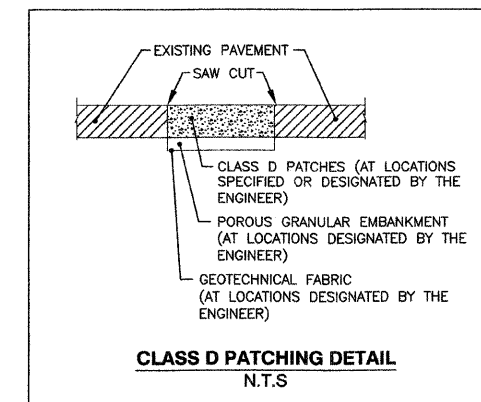 EXISTING PAVEMENT
SAW CUT
CLASS D PATCHES (AT LOCATIONS
SPECIFIED OR DESIGNATED BY THE
ENGINEER)
POROUS GRANULAR EMBANKMENT
(AT LOCATIONS DESIGNATED BY THE
ENGINEER)
GEOTECHNICAL FABRIC
(AT LOCATIONS DESIGNATED BY THE
ENGINEER)
CLASS D PATCHING DETAIL
N.T.S